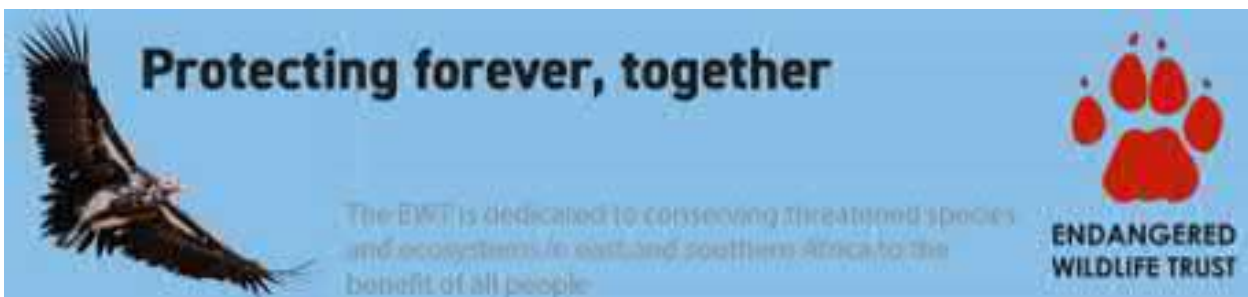 Protecting forever, together
The EWT is dedicated to conserving threatened species
and ecosystems in east and southern Africa to the
benefit of all people
ENDANGERED
WILDLIFE TRUST